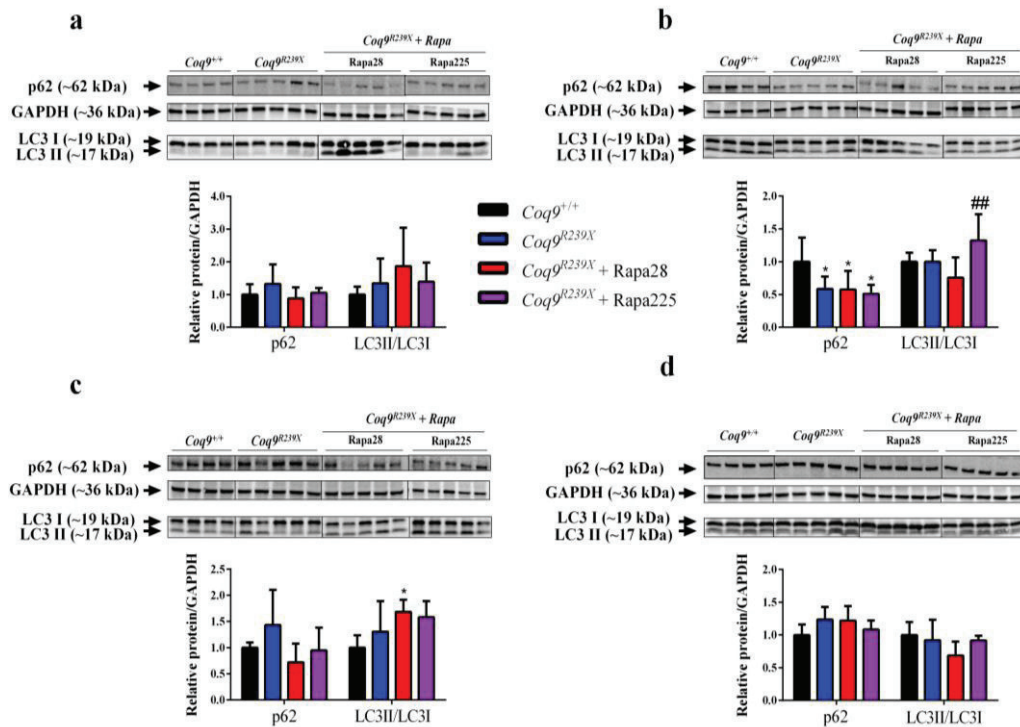 a
Coq9R239X + Rapa
Coq9+/+ Coq9R239X Rapa28 Rapa225
p62 (~62 kDa)
GAPDH (~36 kDa)
LC3 I (~19 kDa)
LC3 II (~17 kDa)
Relative protein/GAPDH
4.0
3.0
2.0
1.0
0.0
p62 LC3II/LC3I
Coq9+/+
Coq9R239X
Coq9R239X + Rapa28
Coq9R239X + Rapa225
b
Coq9R239X + Rapa
Coq9+/+ Coq9R239X Rapa28 Rapa225
p62 (~62 kDa)
GAPDH (~36 kDa)
LC3 I (~19 kDa)
LC3 II (~17 kDa)
Relative protein/GAPDH
2.0
1.5
1.0
0.5
0.0
* * *
##
p62 LC3II/LC3I
c
Coq9R239X + Rapa
Coq9+/+ Coq9R239X Rapa28 Rapa225
p62 (~62 kDa)
GAPDH (~36 kDa)
LC3 I (~19 kDa)
LC3 II (~17 kDa)
Relative protein/GAPDH
2.5
2.0
1.5
1.0
0.5
0.0
*
p62 LC3II/LC3I
d
Coq9R239X + Rapa
Coq9+/+ Coq9R239X Rapa28 Rapa225
p62 (~62 kDa)
GAPDH (~36 kDa)
LC3 I (~19 kDa)
LC3 II (~17 kDa)
Relative protein/GAPDH
2.0
1.5
1.0
0.5
0.0
p62 LC3II/LC3I